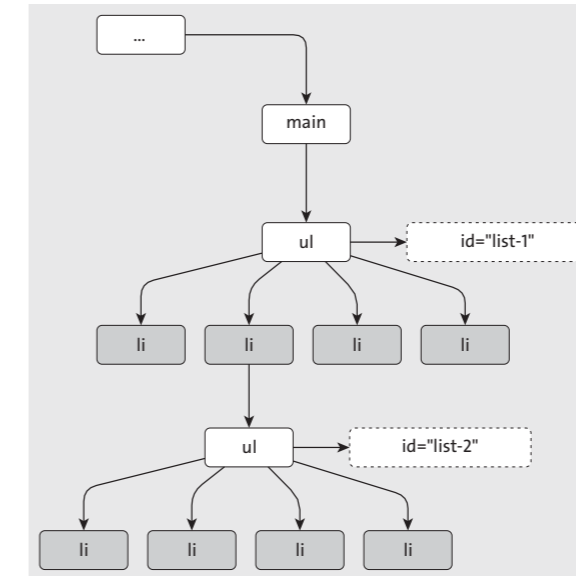 ...
main
ul id="list-1"
li li li li
ul id="list-2"
li li li li